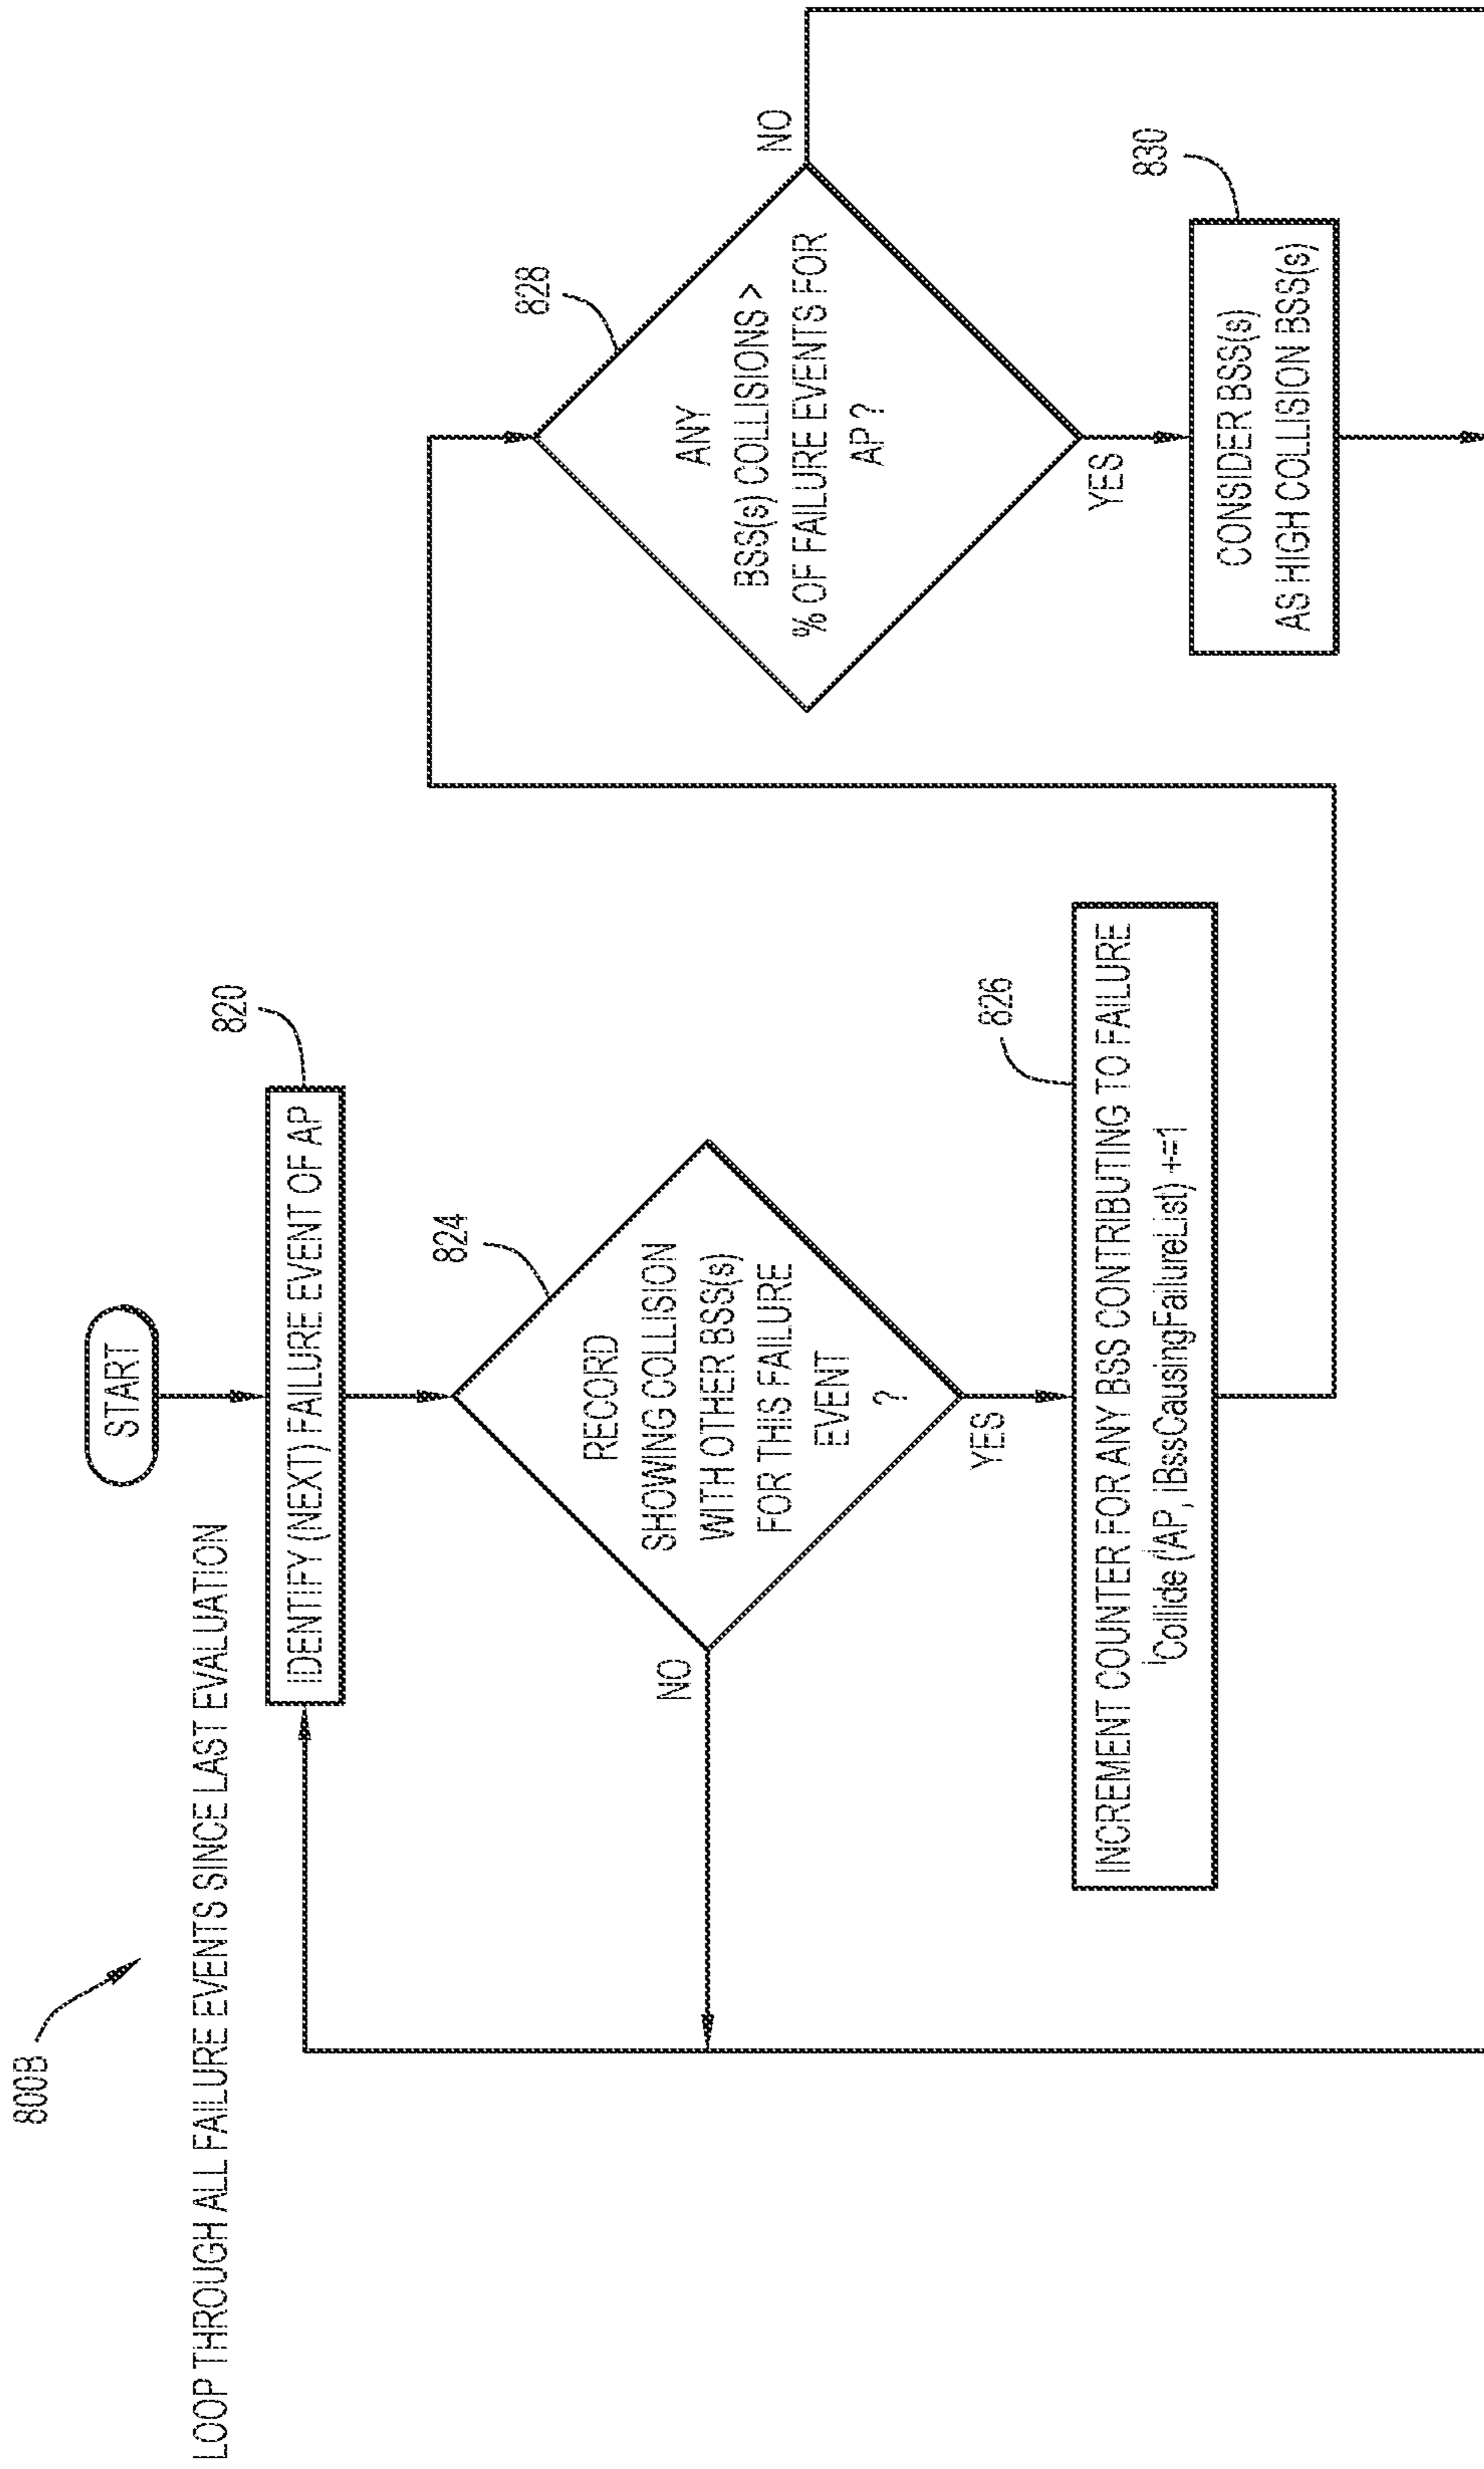 800B
LOOP THROUGH ALL FAILURE EVENTS SINCE LAST EVALUATION
START
820
IDENTIFY (NEXT) FAILURE EVENT OF AP
824
RECORD
SHOWING COLLISION
WITH OTHER BSS(s)
FOR THIS FAILURE
EVENT
?
NO
YES
826
INCREMENT COUNTER FOR ANY BSS CONTRIBUTING TO FAILURE
iCollide (iAP, iBssCausingFailureList) +=1
828
ANY
BSS(s) COLLISIONS >
% OF FAILURE EVENTS FOR
AP?
NO
YES
830
CONSIDER BSS(s)
AS HIGH COLLISION BSS(s)